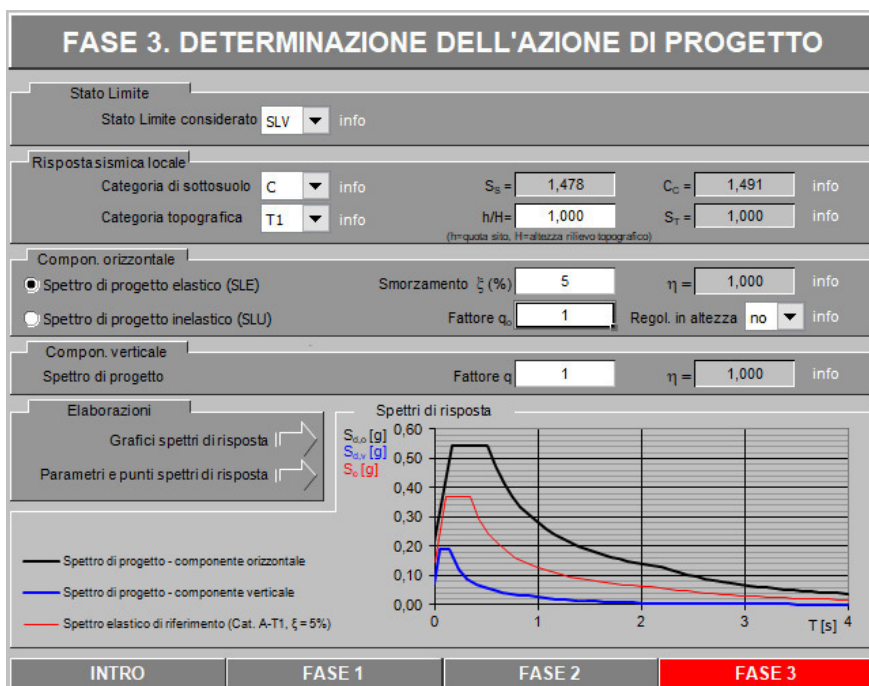 FASE 3. DETERMINAZIONE DELL'AZIONE DI PROGETTO
Stato Limite
Stato Limite considerato SLV info
Risposta sismica locale
Categoria di sottosuolo C info S_S = 1,478 C_C = 1,491 info
Categoria topografica T1 info h/H= 1,000 S_T = 1,000 info
(h=quota sito, H=altezza rilievo topografico)
Compon. orizzontale
Spettro di progetto elastico (SLE) Smorzamento ξ (%) 5 η = 1,000 info
Spettro di progetto inelastico (SLU) Fattore q_o 1 Regol. in altezza no info
Compon. verticale
Spettro di progetto Fattore q 1 η = 1,000 info
Elaborazioni
Grafici spettri di risposta
Parametri e punti spettri di risposta
Spettri di risposta
S_d,o [g]
S_d,v [g]
S_e [g]
0,60
0,50
0,40
0,30
0,20
0,10
0,00
0 1 2 3 4
T [s]
Spettro di progetto - componente orizzontale
Spettro di progetto - componente verticale
Spettro elastico di riferimento (Cat. A-T1, ξ = 5%)
INTRO FASE 1 FASE 2 FASE 3